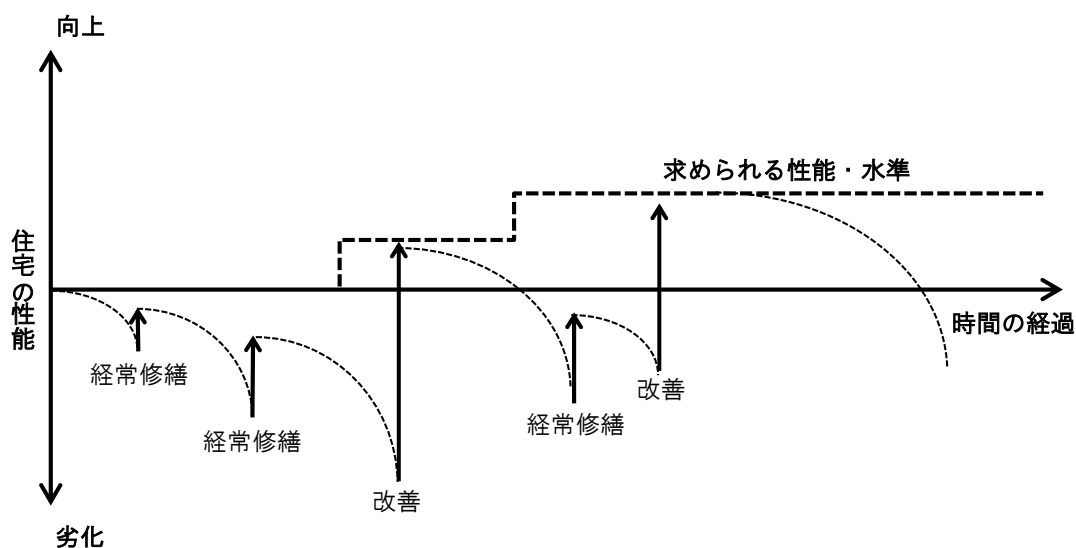 向上
求められる性能・水準
住宅の性能
時間の経過
経常修繕
改善
経常修繕
経常修繕
改善
劣化